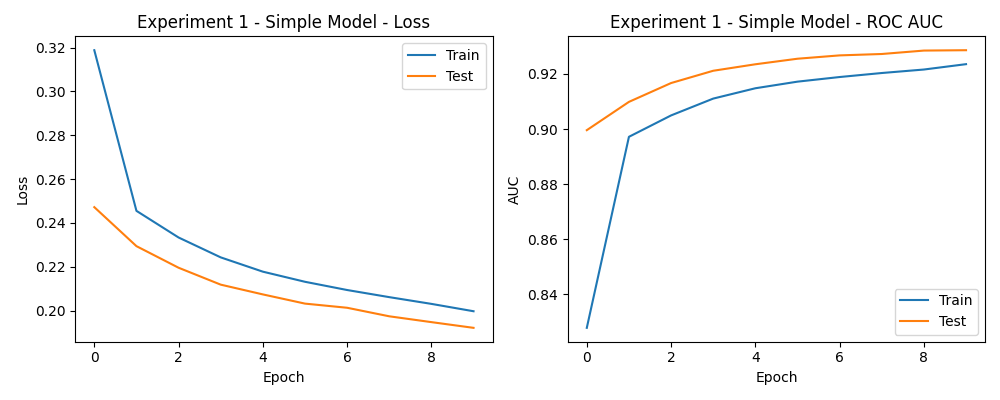 Experiment 1 - Simple Model - Loss
0.32
0.30
0.28
0.26
0.24
0.22
0.20
Loss
0 2 4 6 8
Epoch
Train
Test
Experiment 1 - Simple Model - ROC AUC
0.92
0.90
0.88
0.86
0.84
AUC
0 2 4 6 8
Epoch
Train
Test